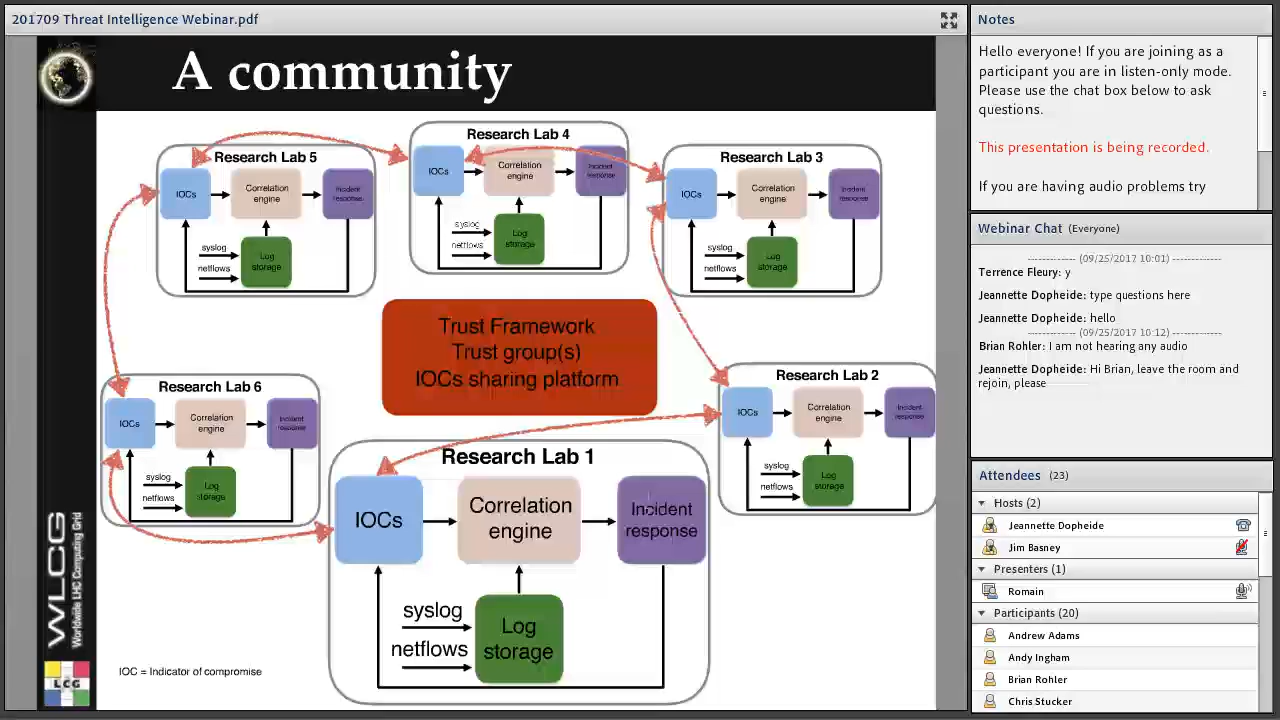 201709 Threat Intelligence Webinar.pdf
A community
Research Lab 5
IOCs
Correlation
engine
Incident
response
syslog
netflows
Log
storage
Research Lab 4
IOCs
Correlation
engine
Incident
response
syslog
netflows
Log
storage
Research Lab 3
IOCs
Correlation
engine
Incident
response
syslog
netflows
Log
storage
Trust Framework
Trust group(s)
IOCs sharing platform
Research Lab 6
IOCs
Correlation
engine
Incident
response
syslog
netflows
Log
storage
Research Lab 2
IOCs
Correlation
engine
Incident
response
syslog
netflows
Log
storage
Research Lab 1
IOCs
Correlation
engine
Incident
response
syslog
netflows
Log
storage
IOC = Indicator of compromise
WLCG
Worldwide LHC Computing Grid
LCG
Notes
Hello everyone! If you are joining as a
participant you are in listen-only mode.
Please use the chat box below to ask
questions.
This presentation is being recorded.
If you are having audio problems try
Webinar Chat (Everyone)
------------- (09/25/2017 10:01) -------------
Terrence Fleury: y
Jeannette Dopheide: type questions here
Jeannette Dopheide: hello
------------- (09/25/2017 10:12) -------------
Brian Rohler: I am not hearing any audio
Jeannette Dopheide: Hi Brian, leave the room and
rejoin, please
Attendees (23)
Hosts (2)
Jeannette Dopheide
Jim Basney
Presenters (1)
Romain
Participants (20)
Andrew Adams
Andy Ingham
Brian Rohler
Chris Stucker